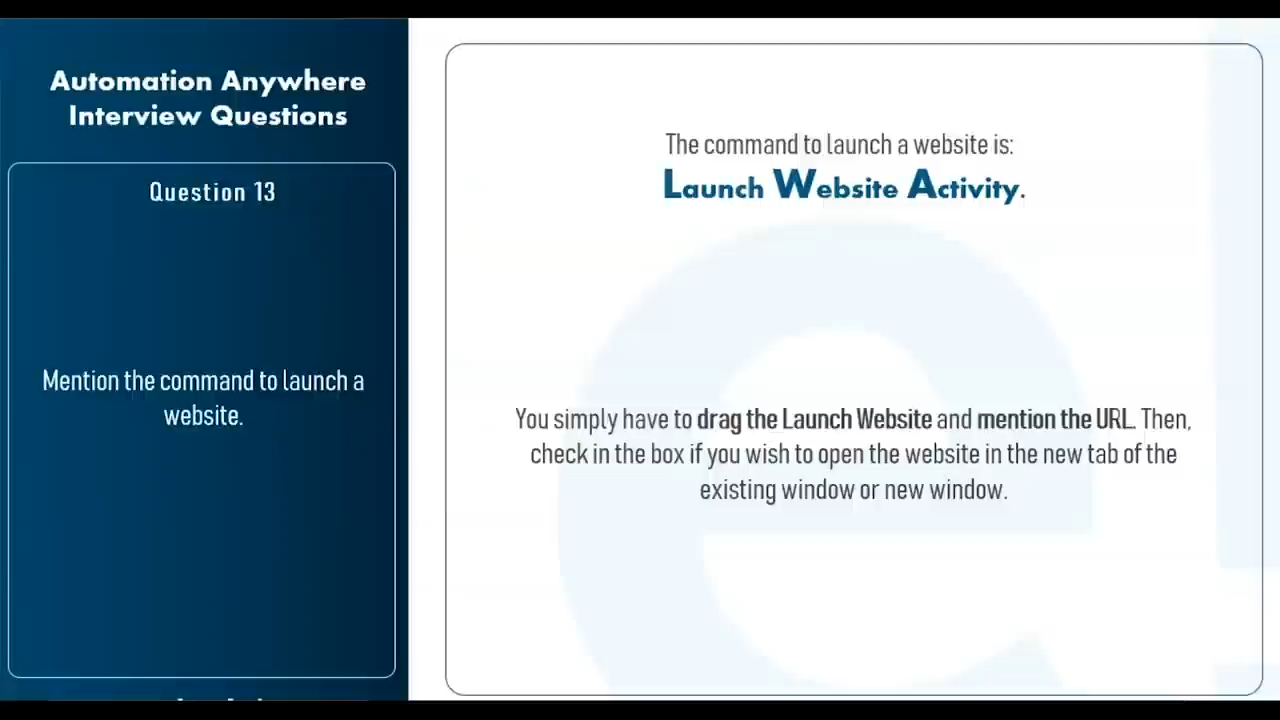 Automation Anywhere
Interview Questions
Question 13
Mention the command to launch a
website.
The command to launch a website is:
Launch Website Activity.
You simply have to drag the Launch Website and mention the URL. Then,
check in the box if you wish to open the website in the new tab of the
existing window or new window.